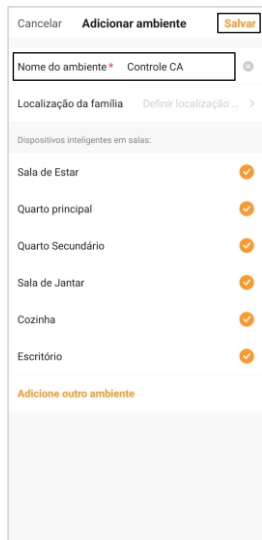 Cancelar Adicionar ambiente Salvar
Nome do ambiente* Controle CA
Localização da família Definir localização ... >
Dispositivos inteligentes em salas:
Sala de Estar
Quarto principal
Quarto Secundário
Sala de Jantar
Cozinha
Escritório
Adicione outro ambiente